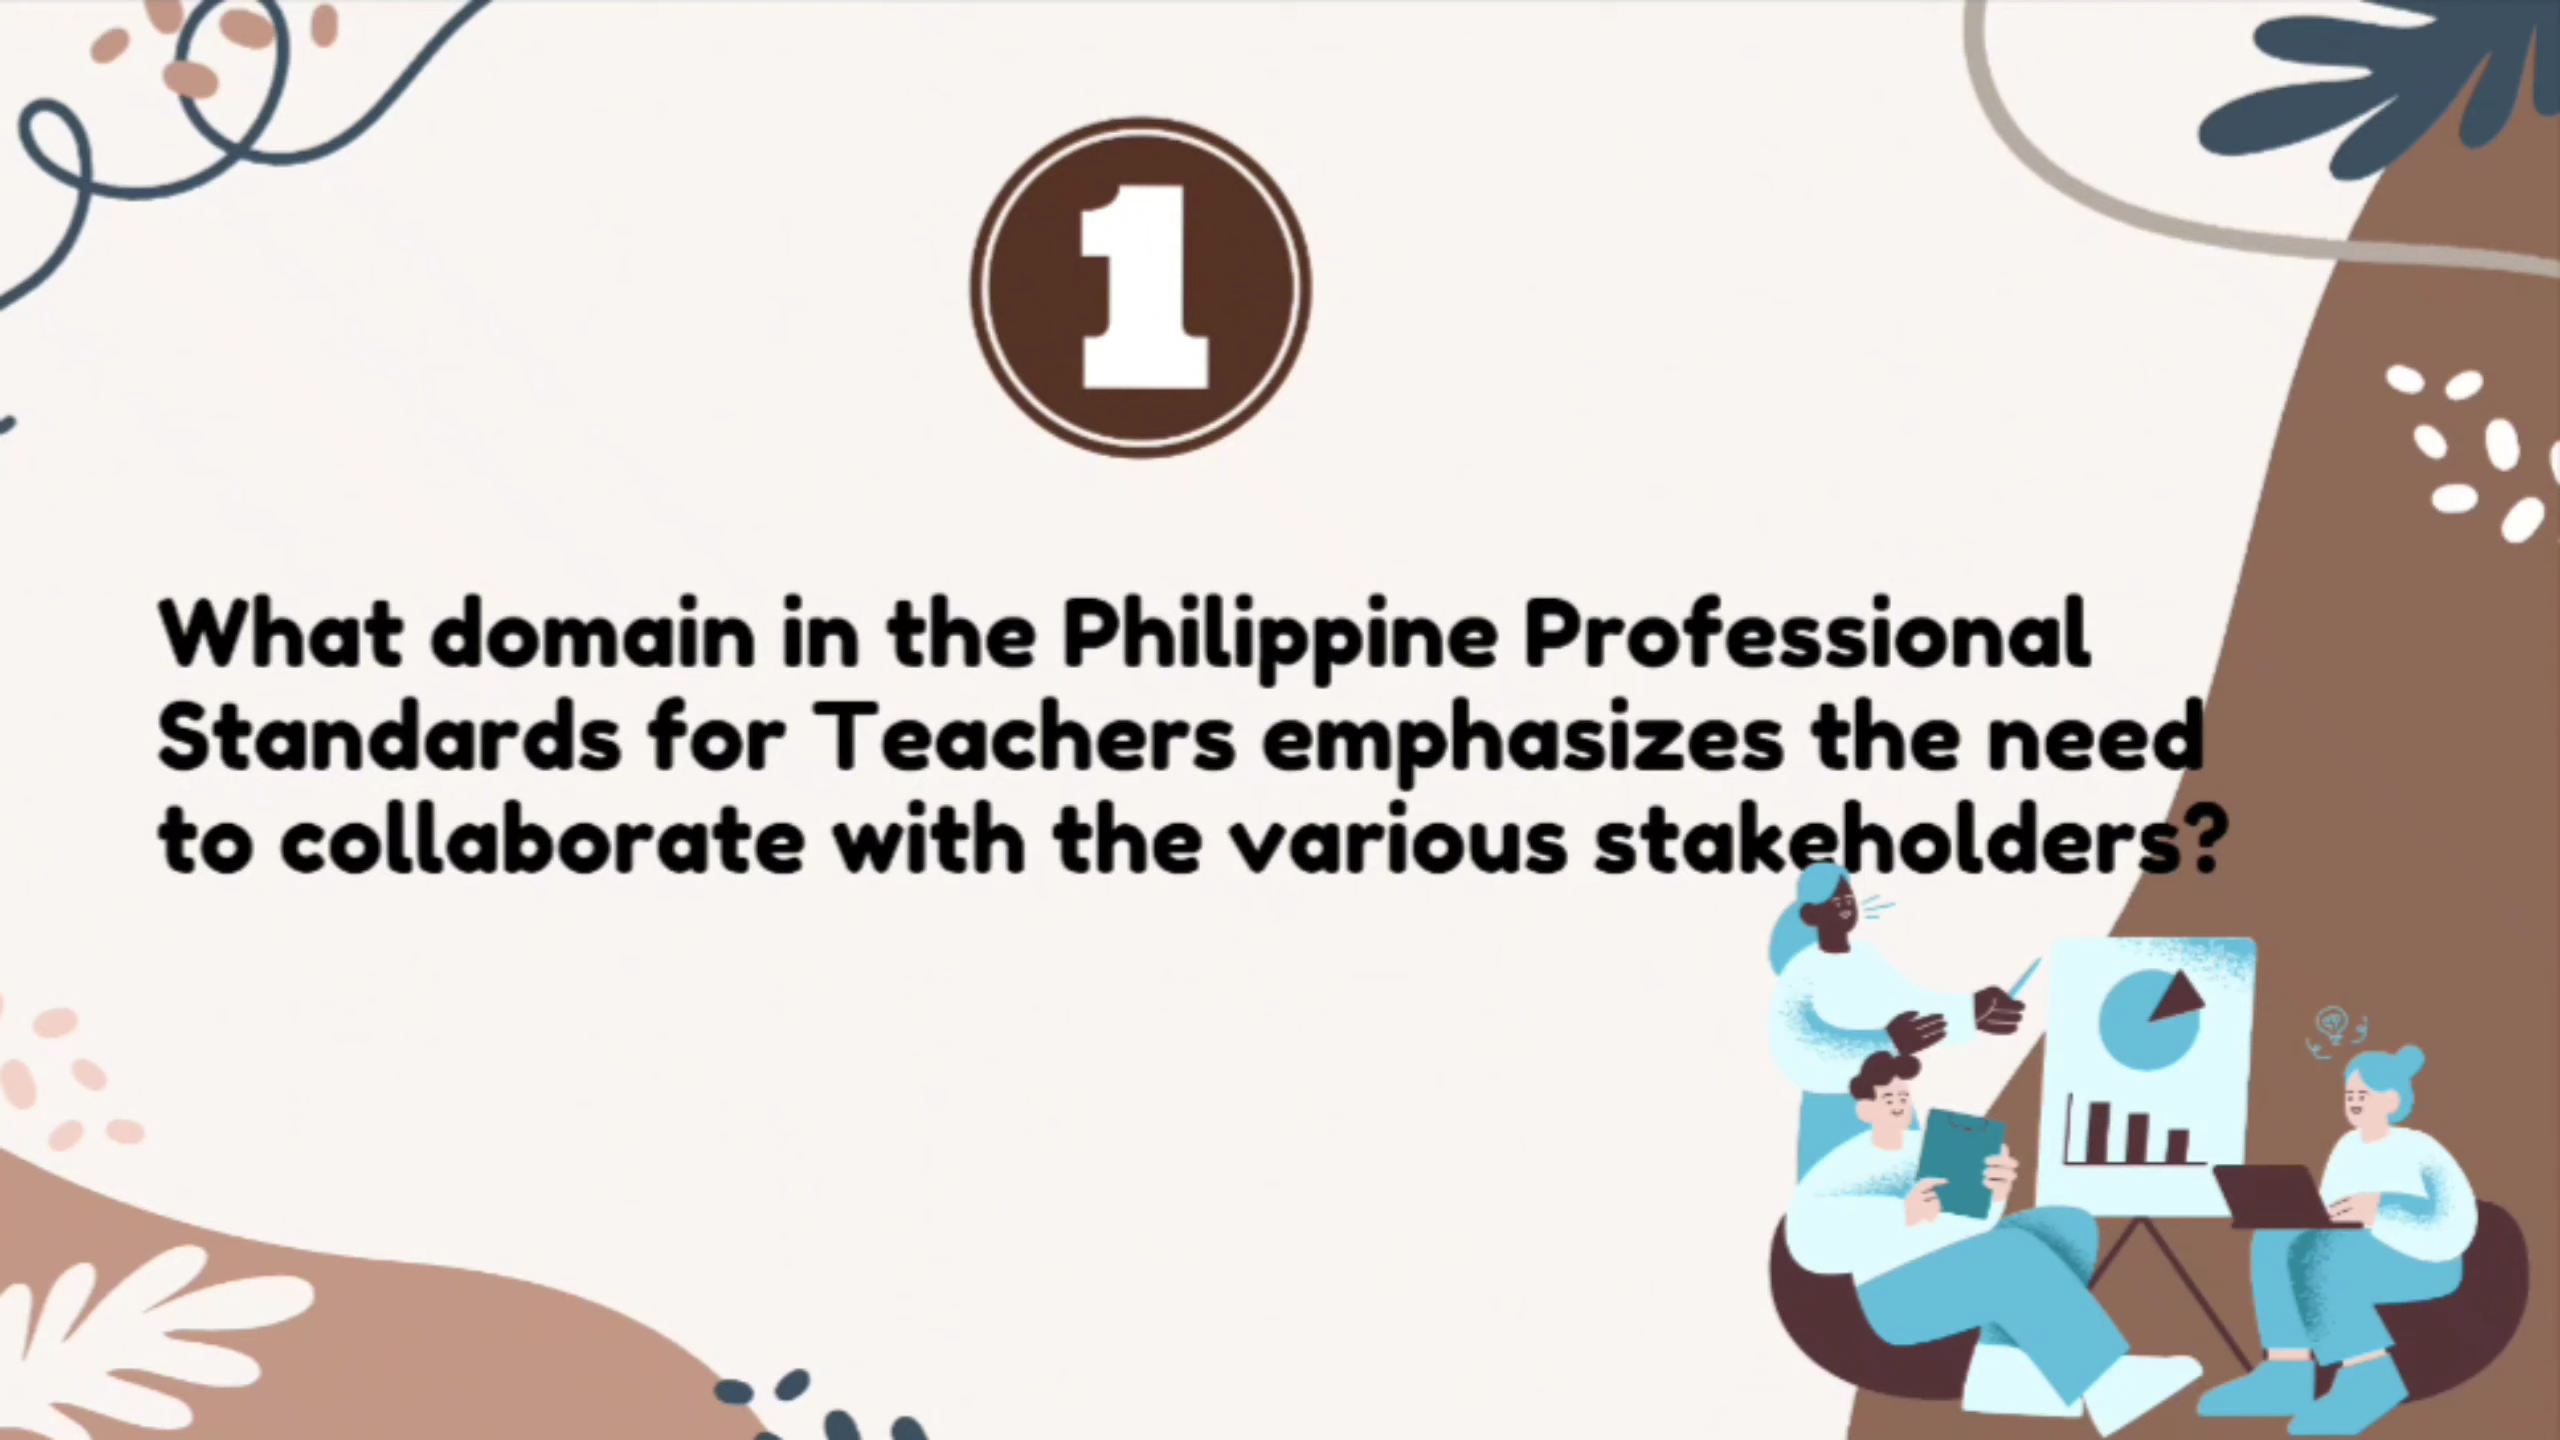 1
What domain in the Philippine Professional
Standards for Teachers emphasizes the need
to collaborate with the various stakeholders?